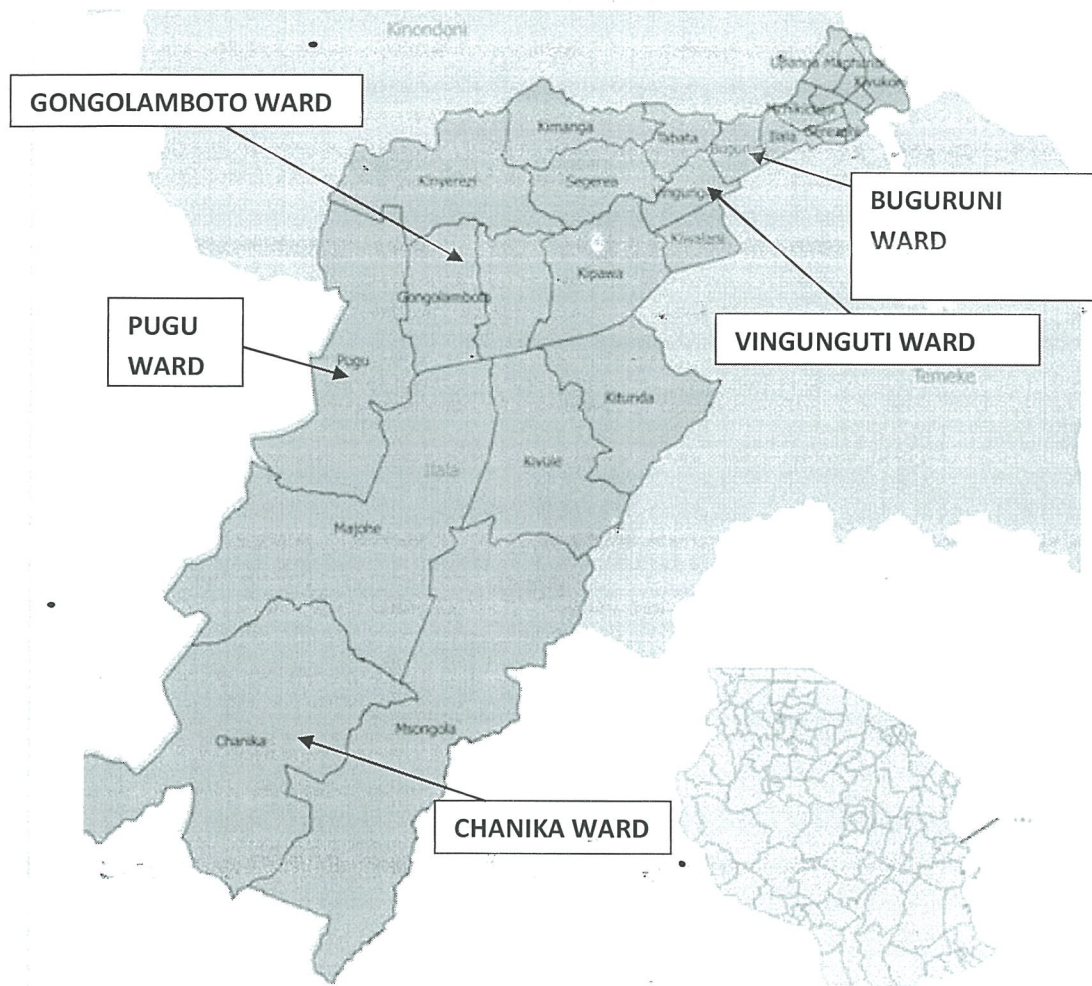 Kinondoni
GONGOLAMBOTO WARD
Kimanga
Tabata
Ilala
Kinyerezi
Segerea
BUGURUNI
WARD
Kiwalani
Kipawa
Gongolamboto
PUGU
WARD
VINGUNGUTI WARD
Pugu
Temeke
Kitunda
Ilala
Kivule
Majohe
Chanika
Msongola
CHANIKA WARD